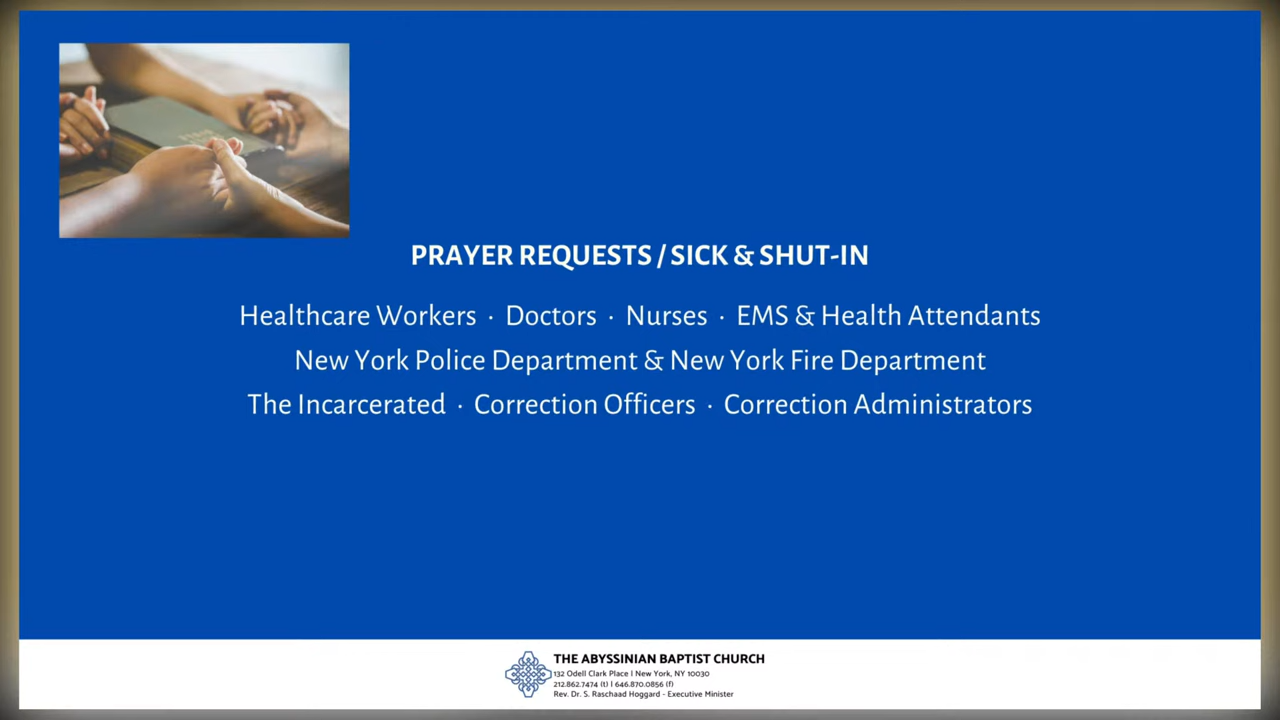 PRAYER REQUESTS / SICK & SHUT-IN
Healthcare Workers · Doctors · Nurses · EMS & Health Attendants
New York Police Department & New York Fire Department
The Incarcerated · Correction Officers · Correction Administrators
THE ABYSSINIAN BAPTIST CHURCH
132 Odell Clark Place | New York, NY 10030
212.862.7474 (t) | 646.870.0856 (f)
Rev. Dr. S. Raschaad Hoggard - Executive Minister